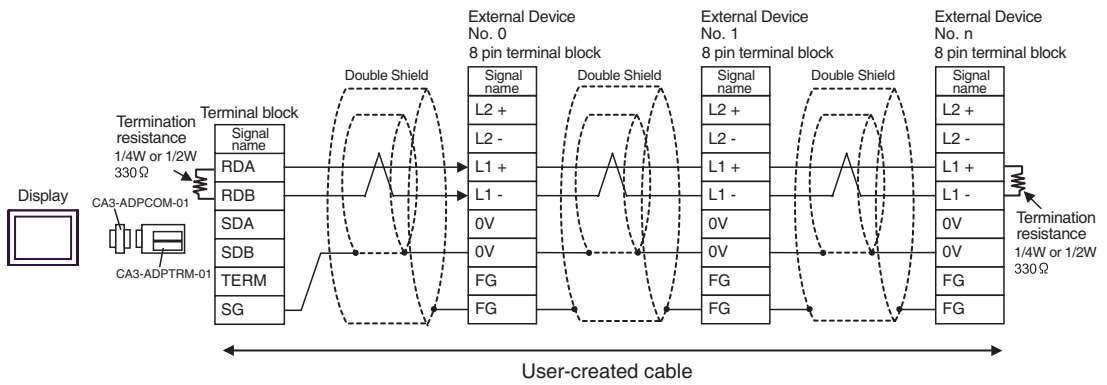 External Device
No. 0
8 pin terminal block
External Device
No. 1
8 pin terminal block
External Device
No. n
8 pin terminal block
Double Shield
Double Shield
Double Shield
Display
CA3-ADPCOM-01
CA3-ADPTRM-01
Termination
resistance
1/4W or 1/2W
330 Ω
Terminal block
Signal
name
RDA
RDB
SDA
SDB
TERM
SG
Signal
name
L2 +
L2 -
L1 +
L1 -
0V
0V
FG
FG
Signal
name
L2 +
L2 -
L1 +
L1 -
0V
0V
FG
FG
Signal
name
L2 +
L2 -
L1 +
L1 -
0V
0V
FG
FG
Termination
resistance
1/4W or 1/2W
330 Ω
User-created cable